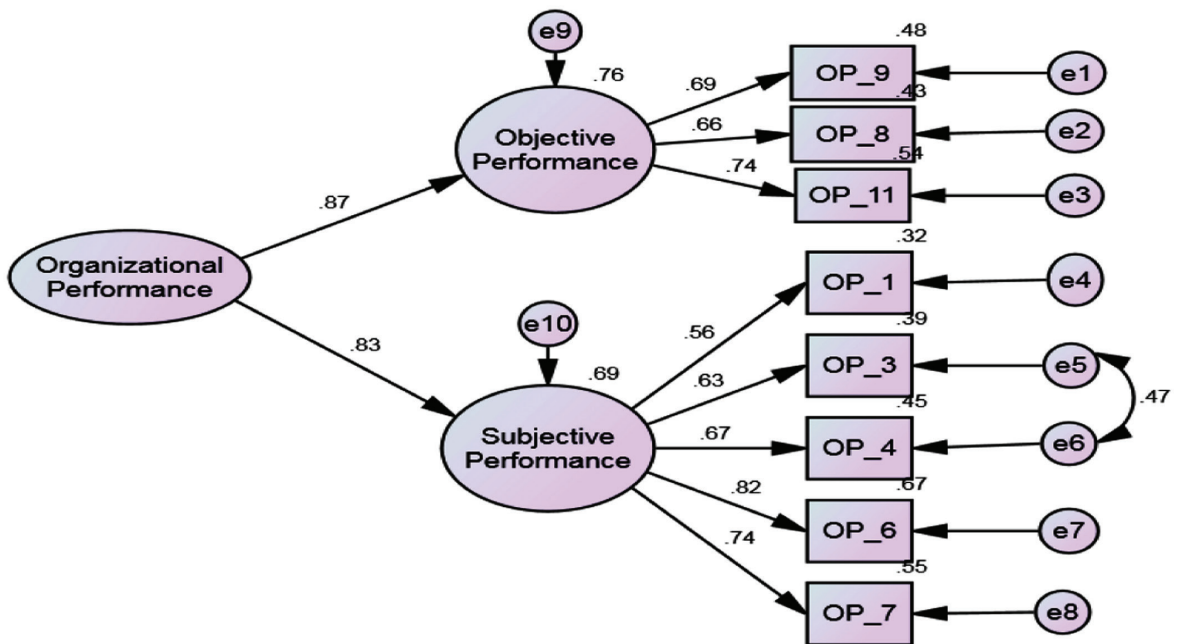 e9
.48
.76
.69
OP_9
e1
.43
Objective
Performance
.66
OP_8
e2
.54
.74
OP_11
e3
.87
.32
Organizational
Performance
OP_1
e4
e10
.56
.39
.83
.69
.63
OP_3
e5
.47
.45
Subjective
Performance
.67
OP_4
e6
.67
.82
OP_6
e7
.74
.55
OP_7
e8